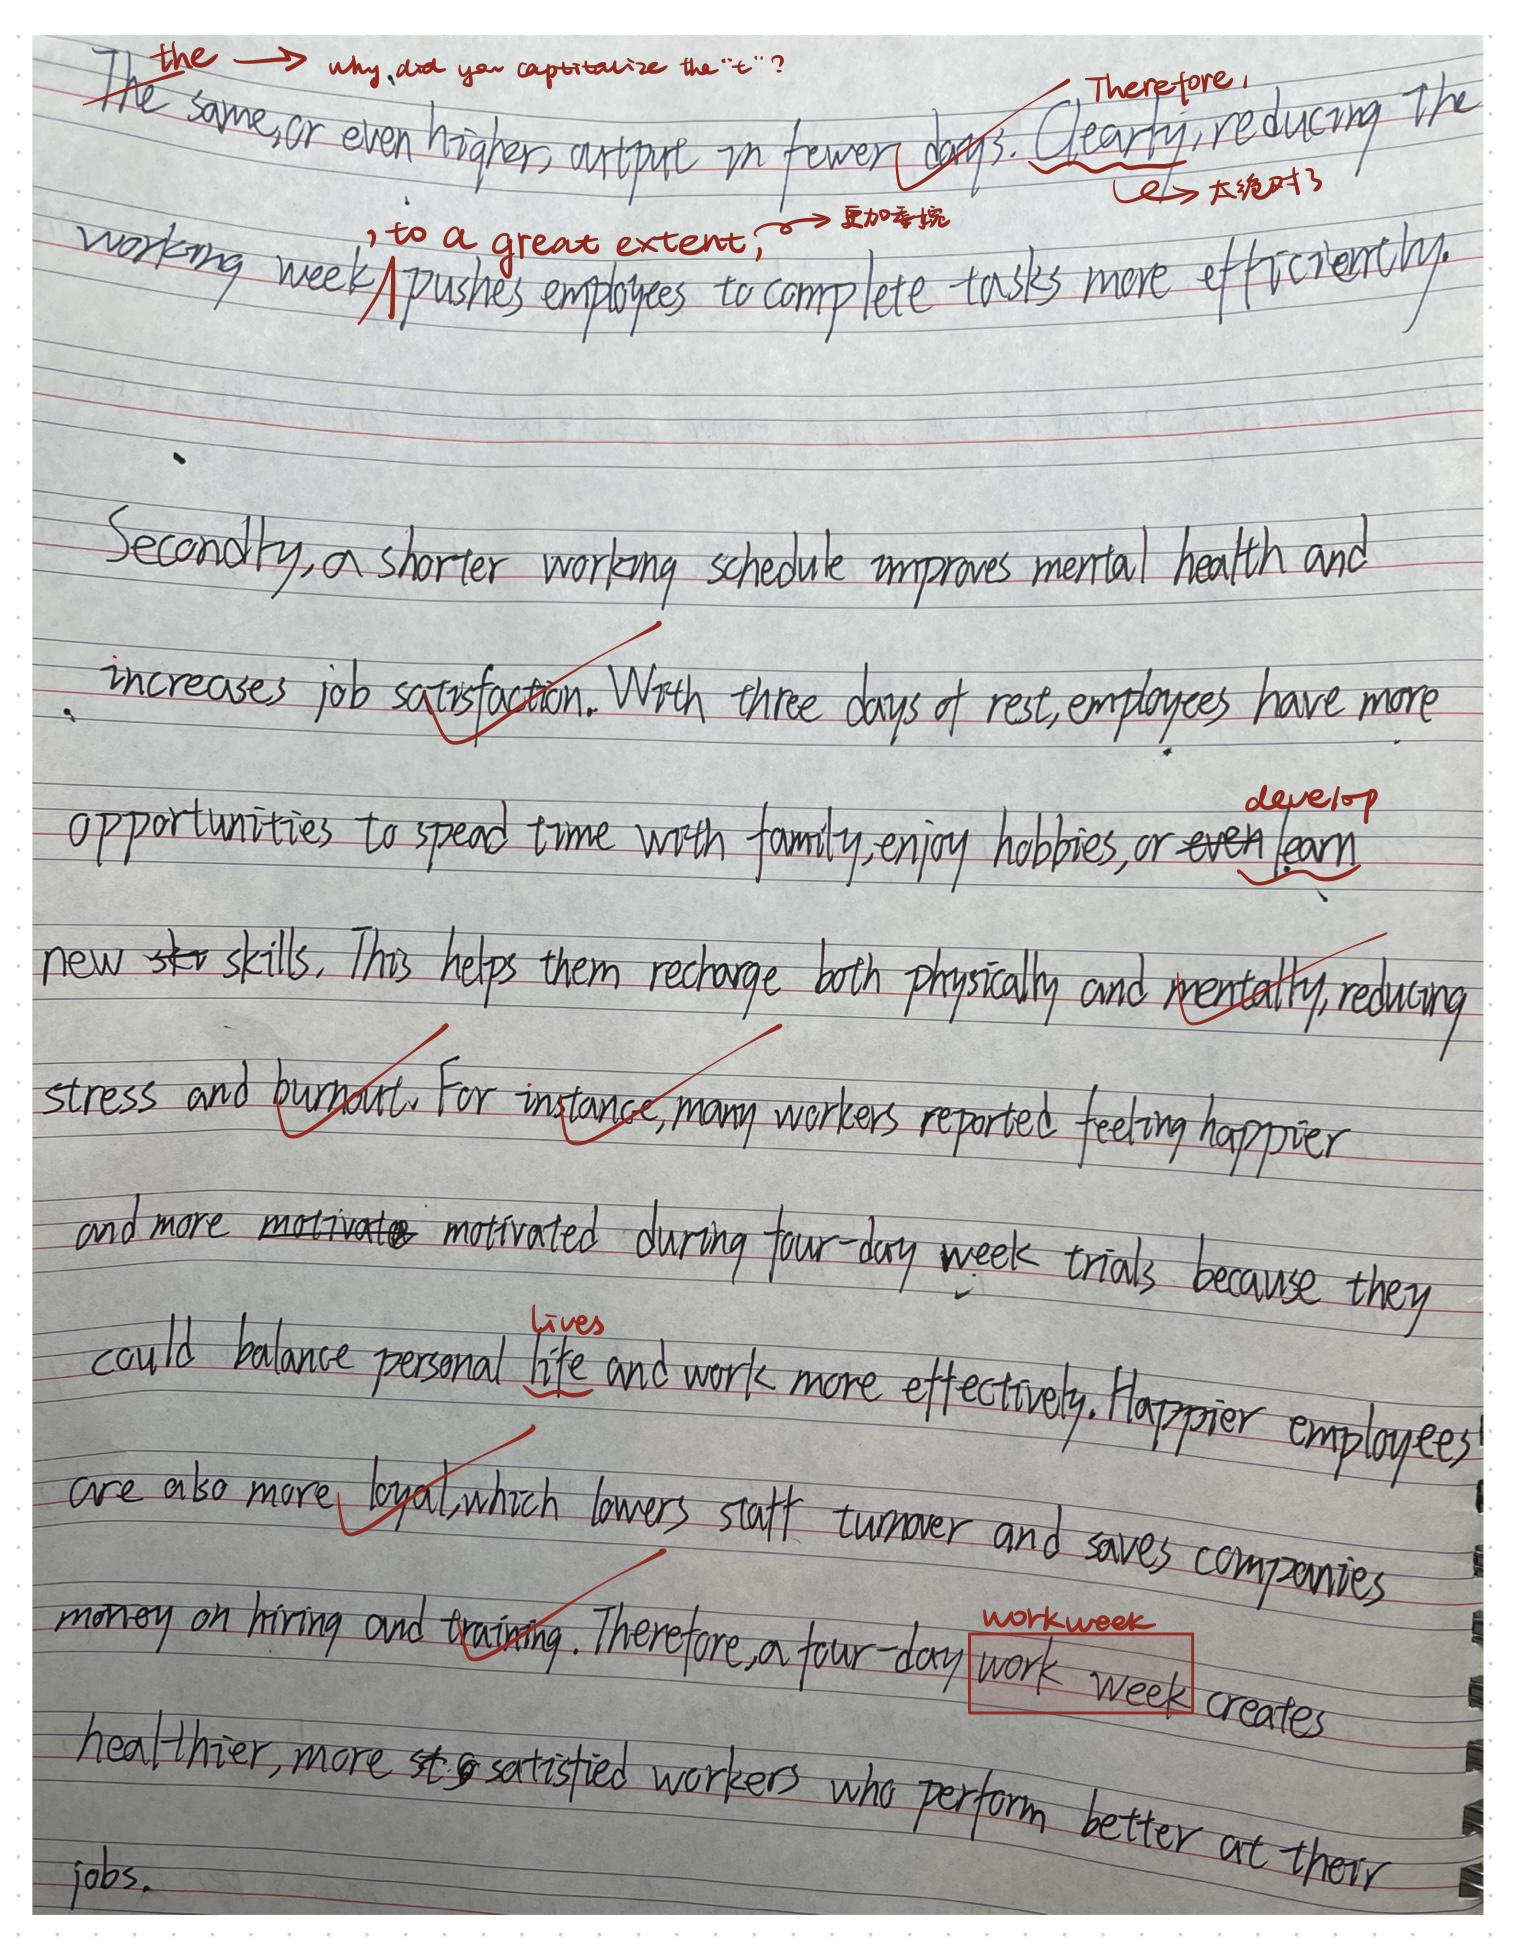 the → why did you captitalize the "t"?
Therefore,
The same, or even higher, output in fewer days. Clearly, reducing the
太绝对了
, to a great extent, → 更加委婉
working week pushes employees to complete tasks more efficiently.
Secondly, a shorter working schedule improves mental health and
increases job satisfaction. With three days of rest, employees have more
develop
opportunities to spead time with family, enjoy hobbies, or even learn
new skills. This helps them recharge both physically and mentally, reducing
stress and burnout. For instance, many workers reported feeling happier
and more motivate motivated during four-day week trials because they
lives
could balance personal life and work more effectively. Happier employees
are also more loyal, which lowers staff turnover and saves companies
money on hiring and training. Therefore, a four-day work week creates
workweek
healthier, more satisfied workers who perform better at their
jobs.